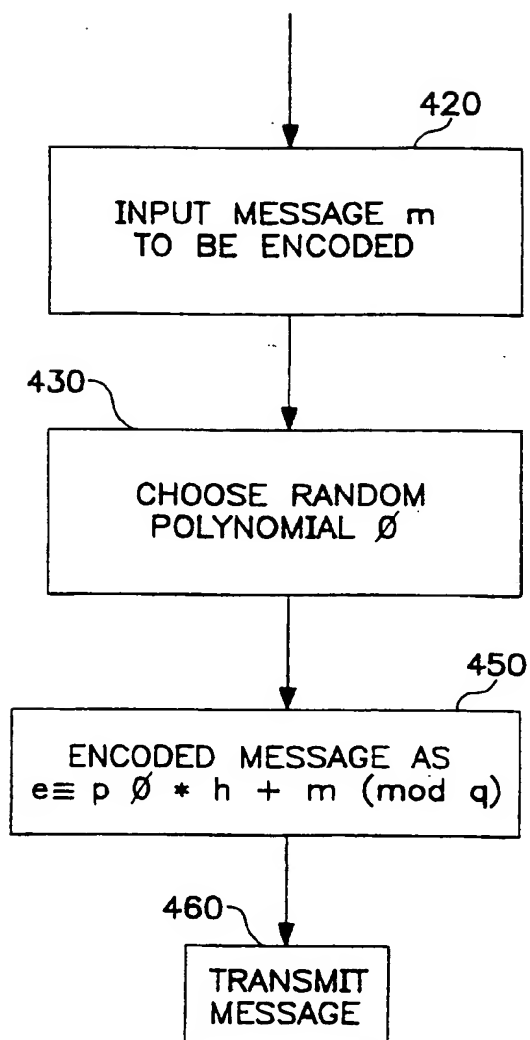 420
INPUT MESSAGE m
TO BE ENCODED
430
CHOOSE RANDOM
POLYNOMIAL Ø
450
ENCODED MESSAGE AS
e≡ p Ø * h + m (mod q)
460
TRANSMIT
MESSAGE